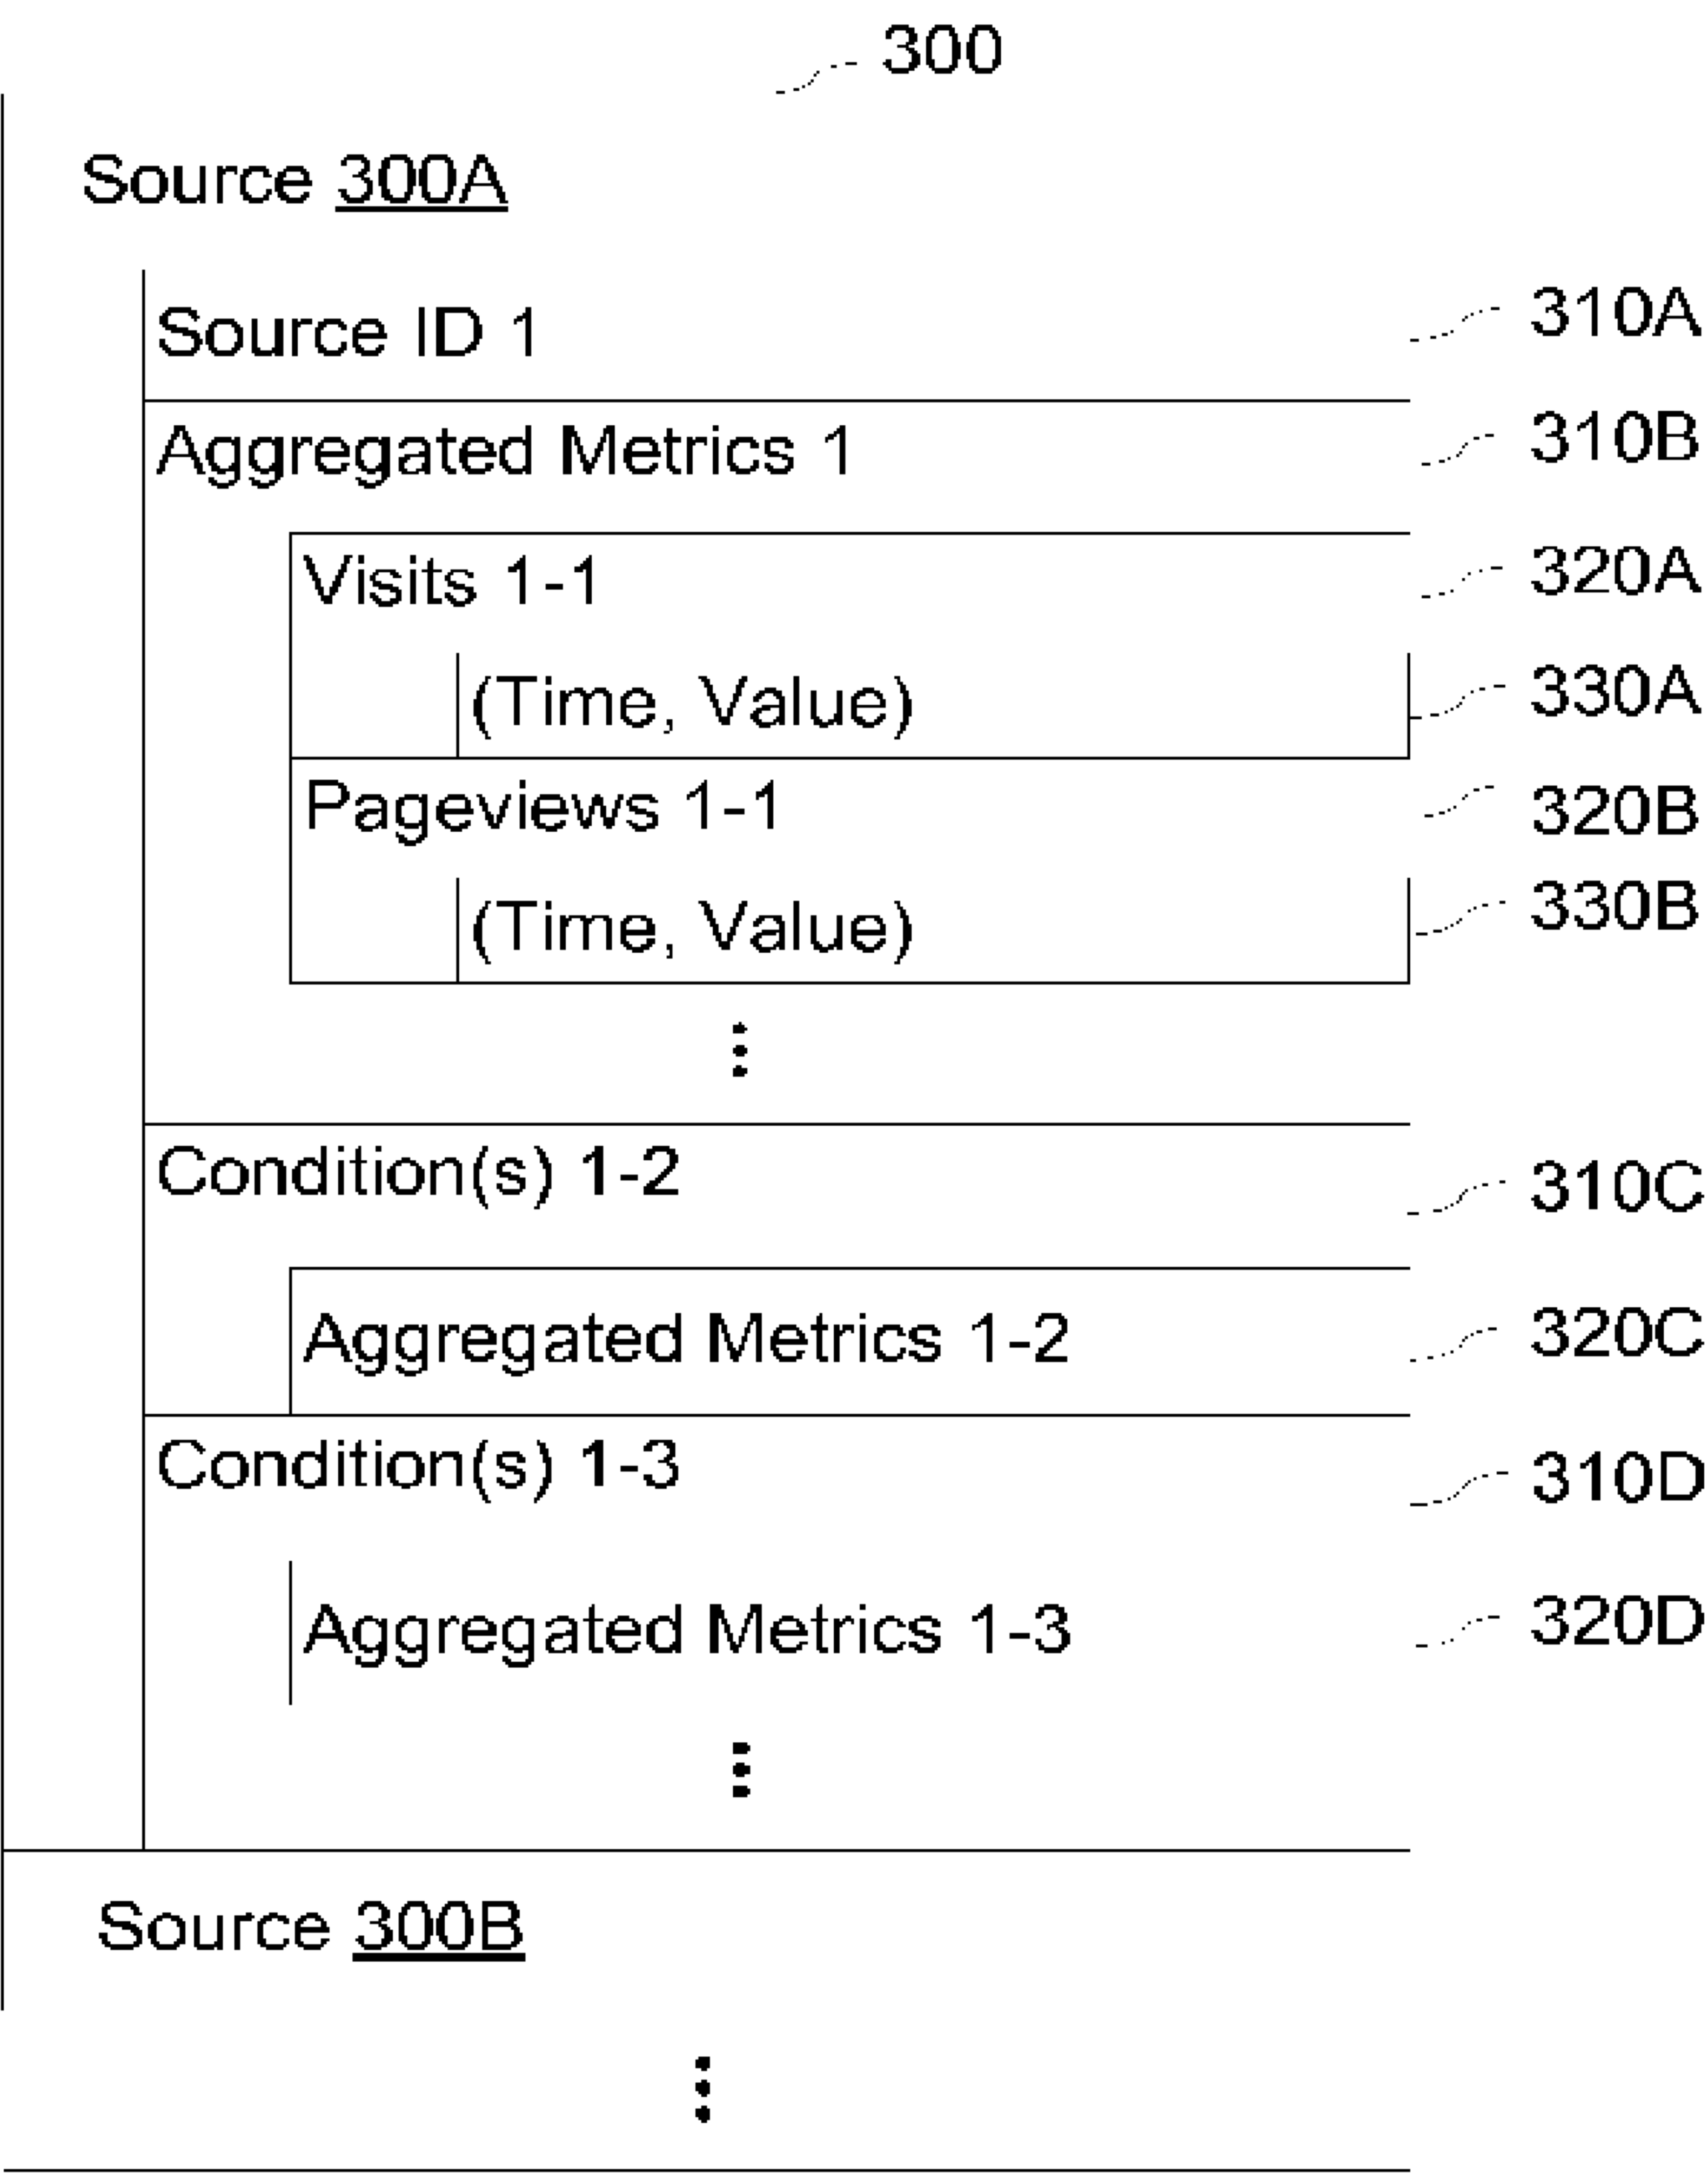 300
Source 300A
Source ID 1 310A
Aggregated Metrics 1 310B
Visits 1-1 320A
(Time, Value) 330A
Pageviews 1-1 320B
(Time, Value) 330B
Condition(s) 1-2 310C
Aggregated Metrics 1-2 320C
Condition(s) 1-3 310D
Aggregated Metrics 1-3 320D
Source 300B